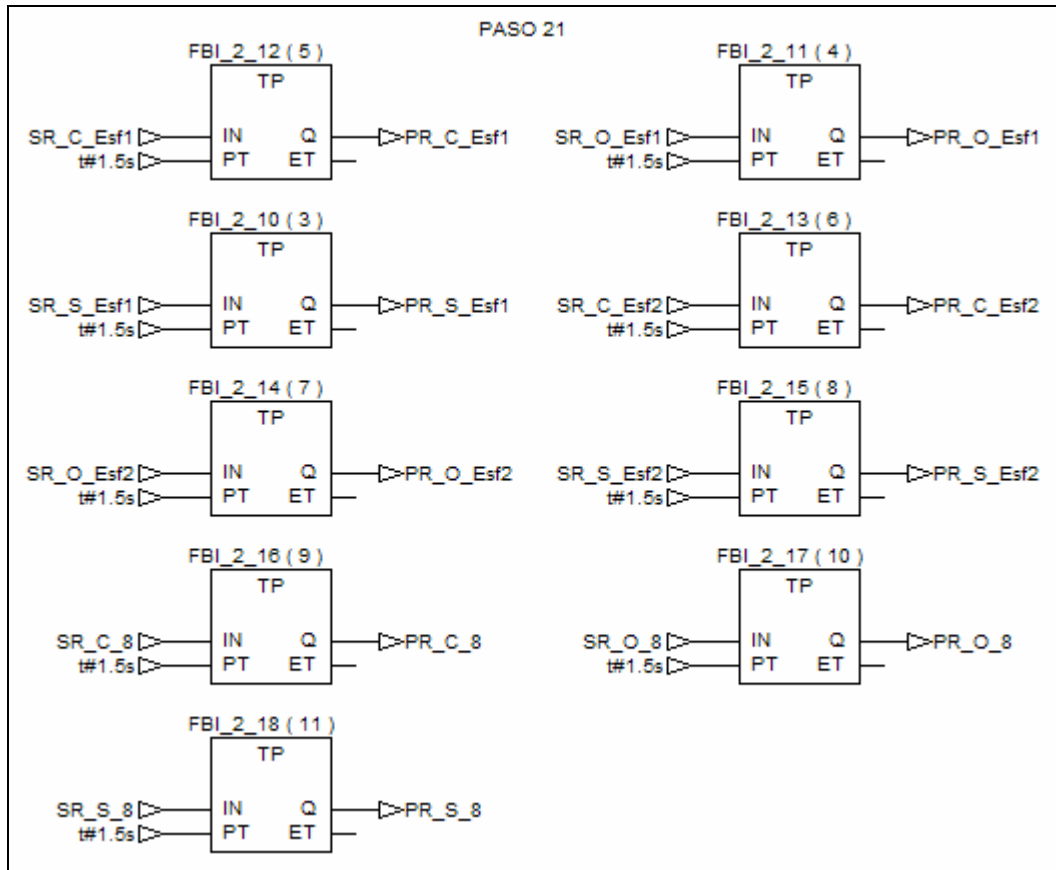 PASO 21
FBI_2_12 ( 5 )
TP
SR_C_Esf1 IN Q PR_C_Esf1
t#1.5s PT ET
FBI_2_11 ( 4 )
TP
SR_O_Esf1 IN Q PR_O_Esf1
t#1.5s PT ET
FBI_2_10 ( 3 )
TP
SR_S_Esf1 IN Q PR_S_Esf1
t#1.5s PT ET
FBI_2_13 ( 6 )
TP
SR_C_Esf2 IN Q PR_C_Esf2
t#1.5s PT ET
FBI_2_14 ( 7 )
TP
SR_O_Esf2 IN Q PR_O_Esf2
t#1.5s PT ET
FBI_2_15 ( 8 )
TP
SR_S_Esf2 IN Q PR_S_Esf2
t#1.5s PT ET
FBI_2_16 ( 9 )
TP
SR_C_8 IN Q PR_C_8
t#1.5s PT ET
FBI_2_17 ( 10 )
TP
SR_O_8 IN Q PR_O_8
t#1.5s PT ET
FBI_2_18 ( 11 )
TP
SR_S_8 IN Q PR_S_8
t#1.5s PT ET